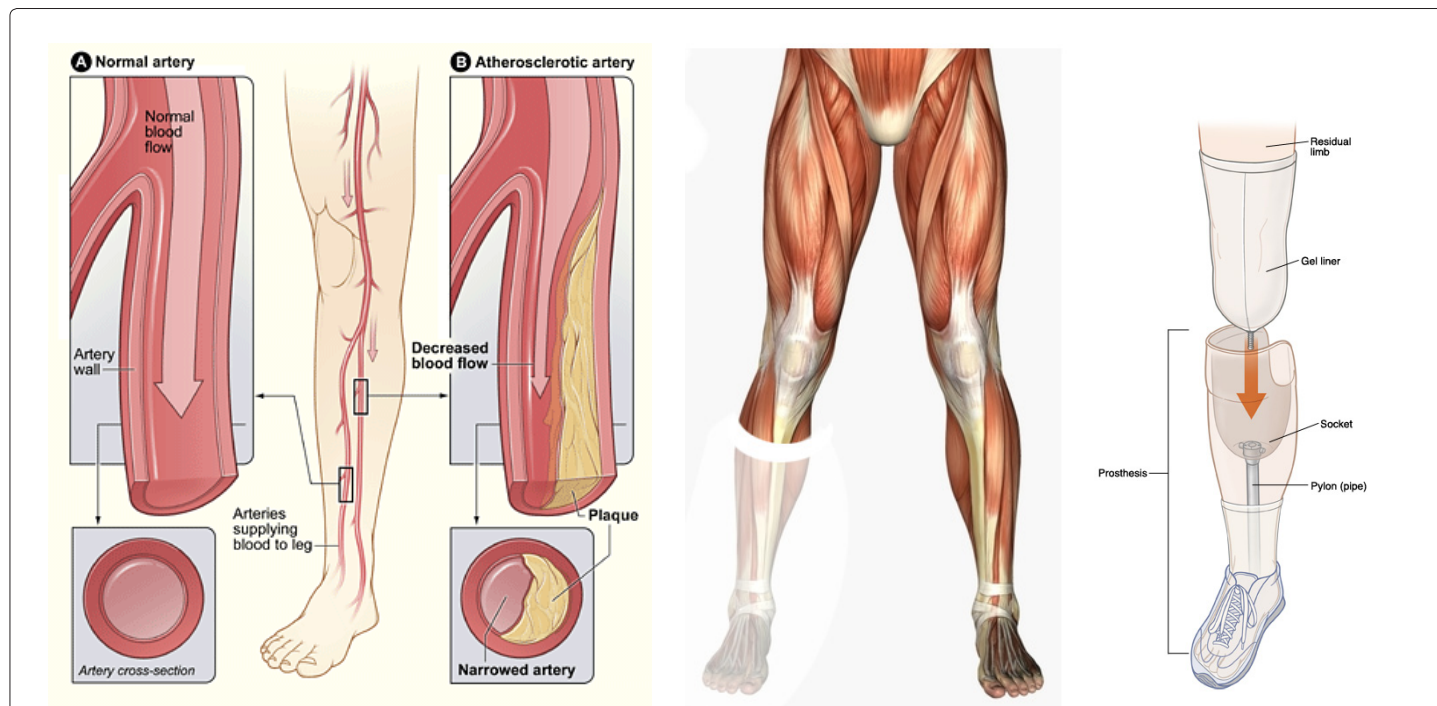 A Normal artery
Normal
blood
flow
Artery
wall
Artery cross-section
Arteries
supplying
blood to leg
B Atherosclerotic artery
Decreased
blood flow
Plaque
Narrowed artery
Residual
limb
Gel liner
Socket
Prosthesis
Pylon (pipe)